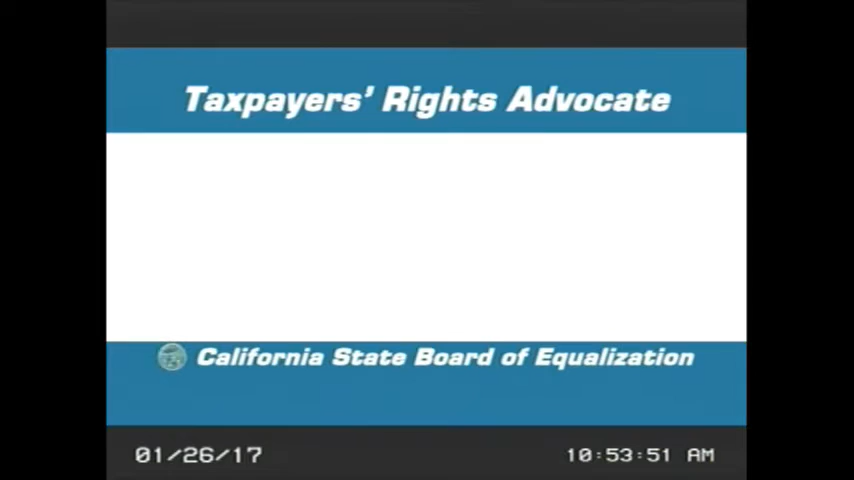 Taxpayers' Rights Advocate
California State Board of Equalization
01/26/17 10:53:51 AM